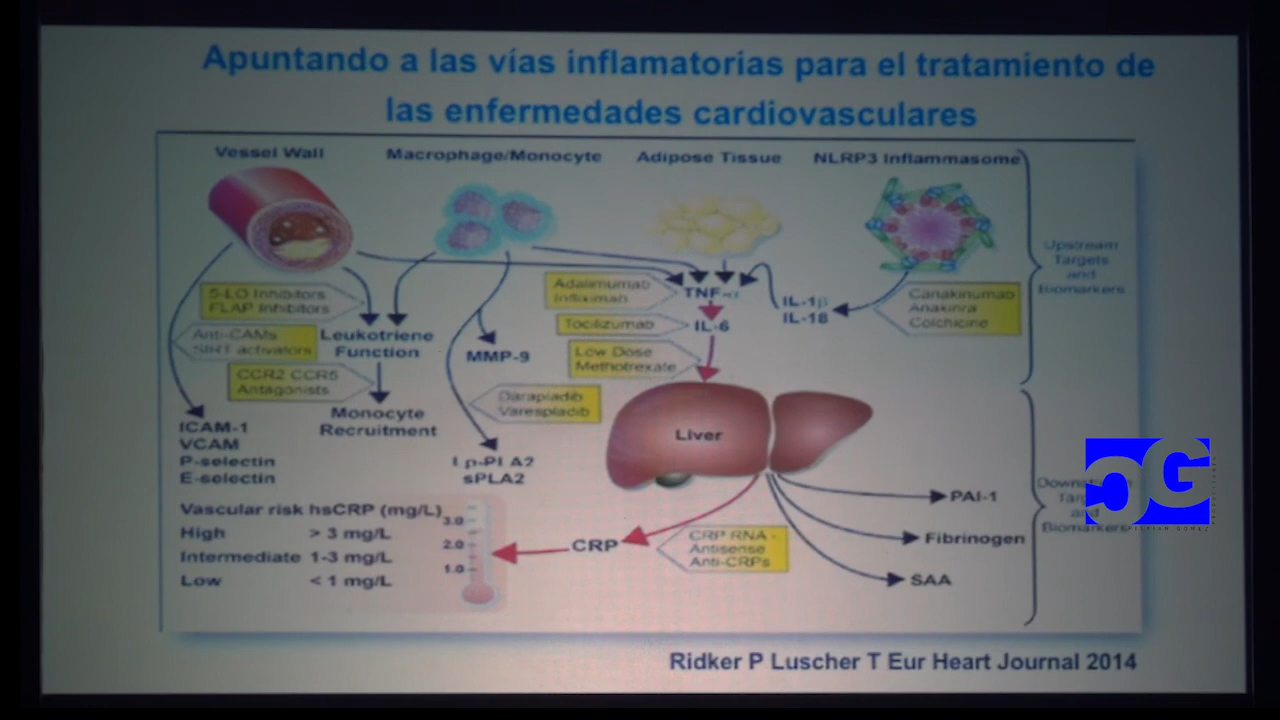 Apuntando a las vías inflamatorias para el tratamiento de
las enfermedades cardiovasculares
Vessel Wall
Macrophage/Monocyte
Adipose Tissue
NLRP3 Inflammasome
Upstream
Targets
and
Biomarkers
5-LO Inhibitors
FLAP Inhibitors
Anti-CAMs
SIRT activators
CCR2 CCR5
Antagonists
Leukotriene
Function
Monocyte
Recruitment
ICAM-1
VCAM
P-selectin
E-selectin
MMP-9
Darapladib
Varespladib
Lp-PLA2
sPLA2
Adalimumab
Infliximab
TNF-α
Tocilizumab
IL-6
Low Dose
Methotrexate
IL-1β
IL-18
Canakinumab
Anakinra
Colchicine
Liver
PAI-1
Fibrinogen
SAA
CRP RNA -
Antisense
Anti-CRPs
CRP
Vascular risk hsCRP (mg/L)
High > 3 mg/L
Intermediate 1-3 mg/L
Low < 1 mg/L
3.0
2.0
1.0
and
Biomarkers
Ridker P Luscher T Eur Heart Journal 2014